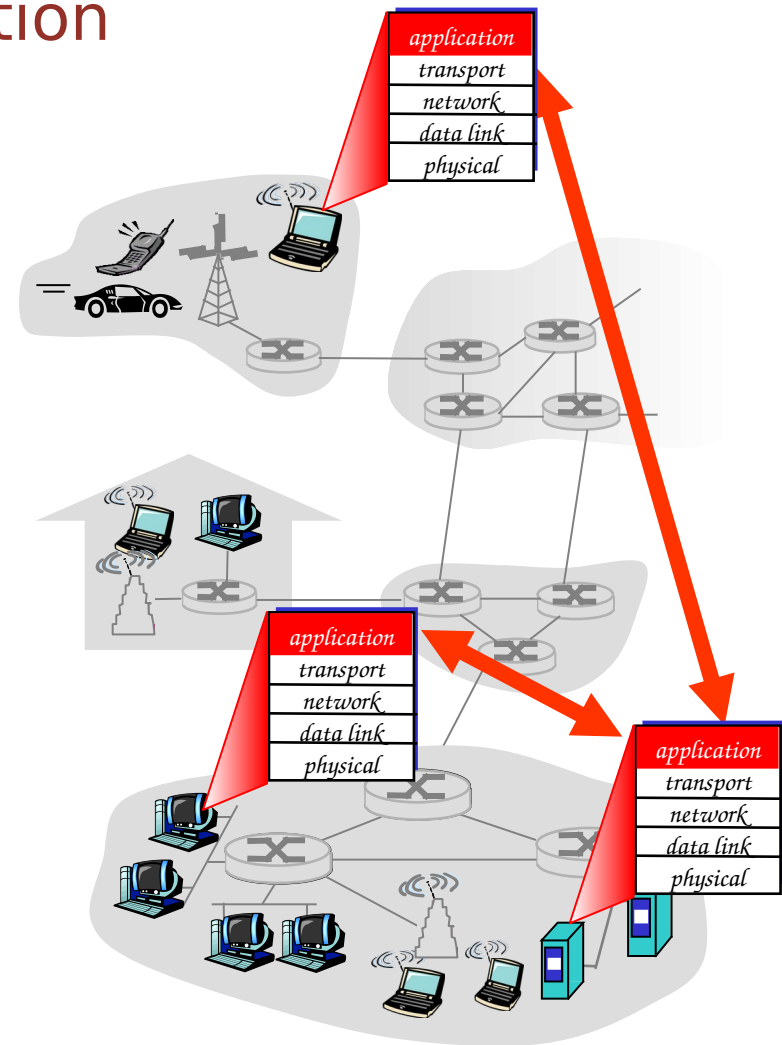 tion
application
transport
network
data link
physical
application
transport
network
data link
physical
application
transport
network
data link
physical